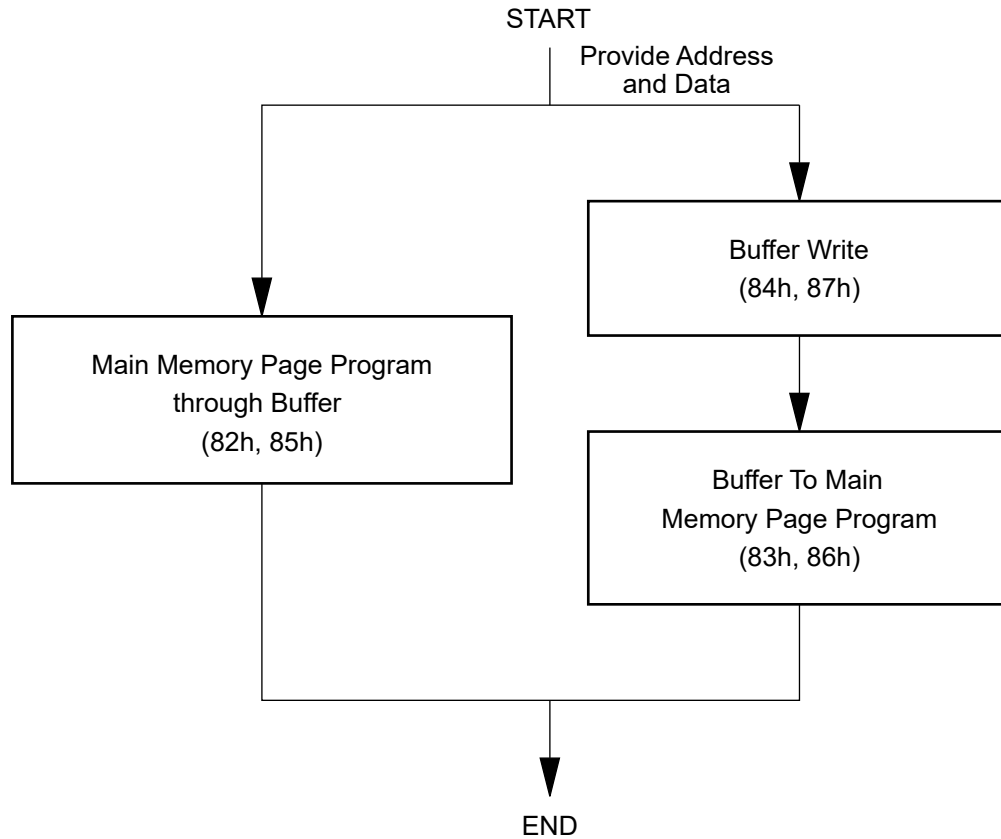 START
Provide Address
and Data
Buffer Write
(84h, 87h)
Main Memory Page Program
through Buffer
(82h, 85h)
Buffer To Main
Memory Page Program
(83h, 86h)
END